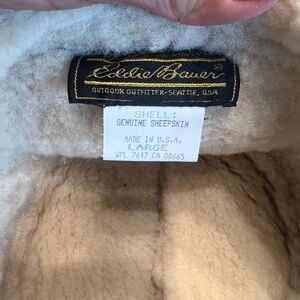 Eddie Bauer
OUTDOOR OUTFITTER-SEATTLE, U.S.A.
SHELL:
GENUINE SHEEPSKIN
MADE IN U.S.A.
LARGE
WPL 7647 CA 00665